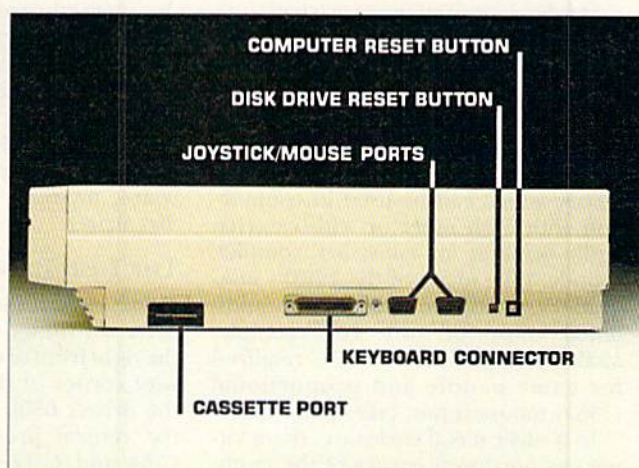 COMPUTER RESET BUTTON
DISK DRIVE RESET BUTTON
JOYSTICK/MOUSE PORTS
KEYBOARD CONNECTOR
CASSETTE PORT